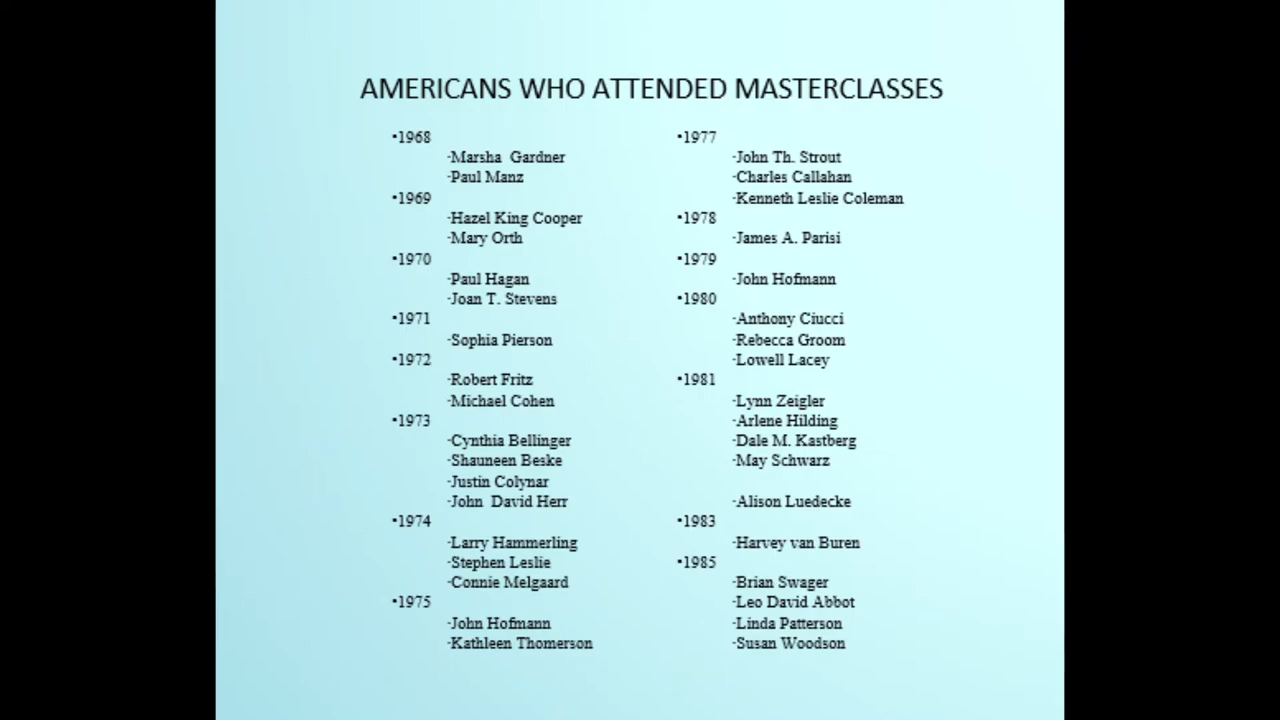 AMERICANS WHO ATTENDED MASTERCLASSES
•1968
-Marsha Gardner
-Paul Manz
•1969
-Hazel King Cooper
-Mary Orth
•1970
-Paul Hagan
-Joan T. Stevens
•1971
-Sophia Pierson
•1972
-Robert Fritz
-Michael Cohen
•1973
-Cynthia Bellinger
-Shauneen Beske
-Justin Colynar
-John David Herr
•1974
-Larry Hammerling
-Stephen Leslie
-Connie Melgaard
•1975
-John Hofmann
-Kathleen Thomerson
•1977
-John Th. Strout
-Charles Callahan
-Kenneth Leslie Coleman
•1978
-James A. Parisi
•1979
-John Hofmann
•1980
-Anthony Ciucci
-Rebecca Groom
-Lowell Lacey
•1981
-Lynn Zeigler
-Arlene Hilding
-Dale M. Kastberg
-May Schwarz
-Alison Luedecke
•1983
-Harvey van Buren
•1985
-Brian Swager
-Leo David Abbot
-Linda Patterson
-Susan Woodson